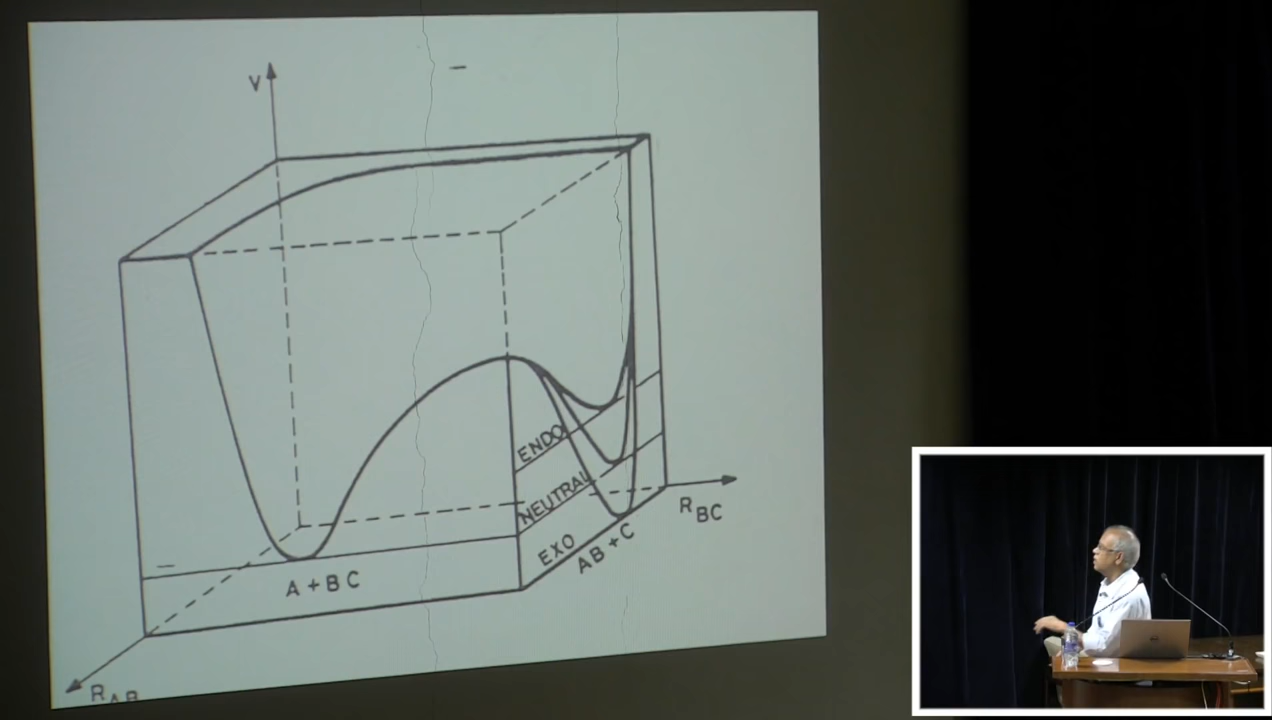 V
ENDO
NEUTRAL
EXO
A + B C
AB + C
R BC
R AB